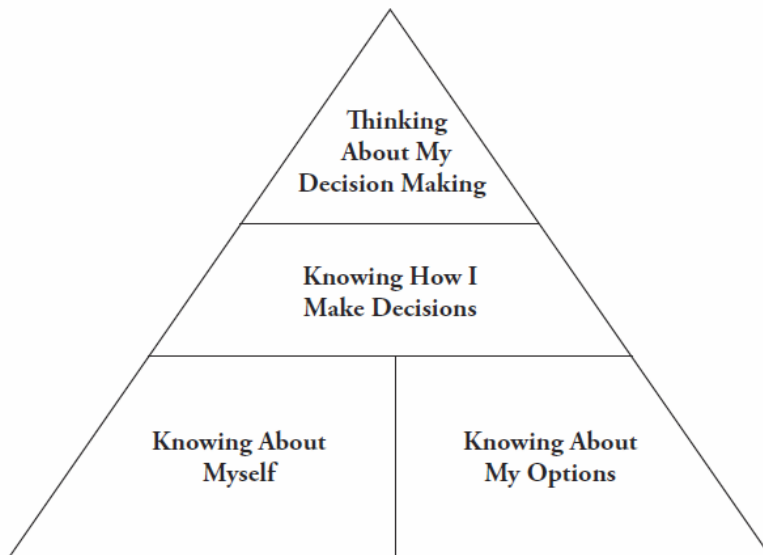 Thinking
About My
Decision Making
Knowing How I
Make Decisions
Knowing About
Myself
Knowing About
My Options